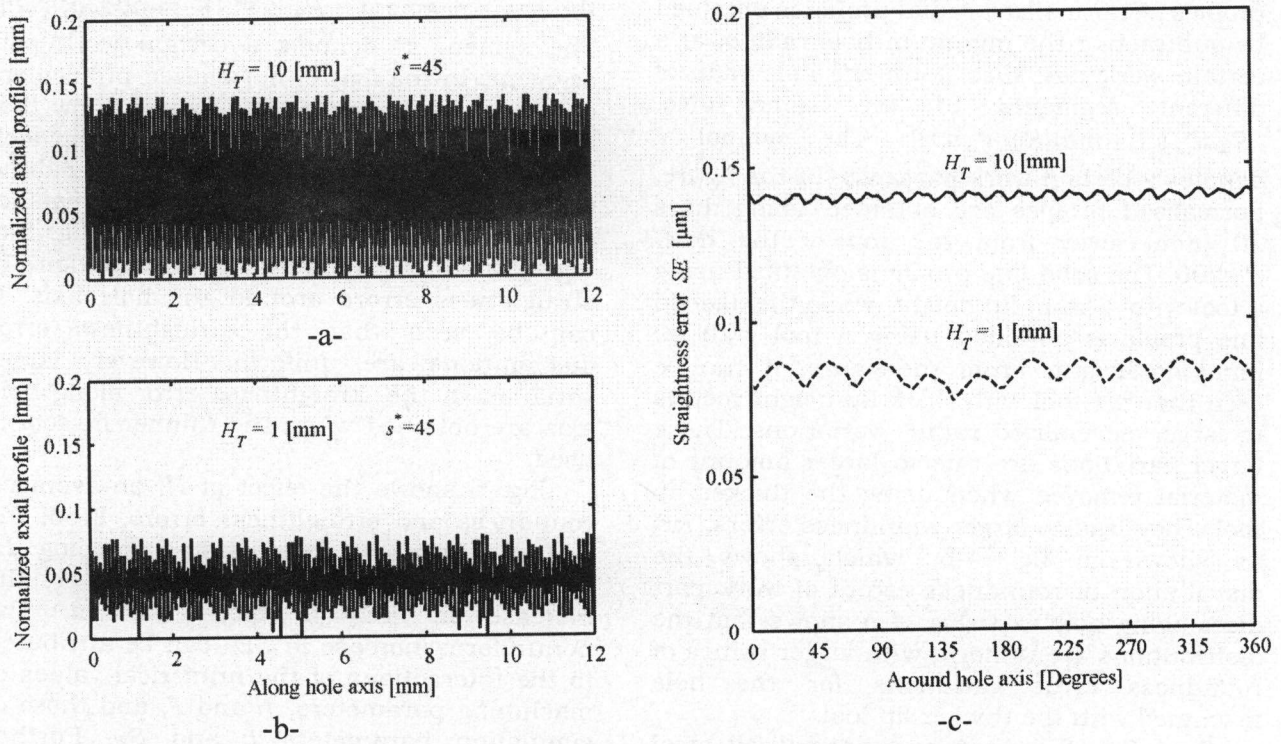 0.2
0.15
0.1
0.05
0
Normalized axial profile [mm]
H_T = 10 [mm] s*=45
0 2 4 6 8 10 12
-a-
0.2
0.15
0.1
0.05
0
Normalized axial profile [mm]
H_T = 1 [mm] s*=45
0 2 4 6 8 10 12
Along hole axis [mm]
-b-
0.2
0.15
0.1
0.05
0
Straightness error SE [µm]
H_T = 10 [mm]
H_T = 1 [mm]
0 45 90 135 180 225 270 315 360
Around hole axis [Degrees]
-c-